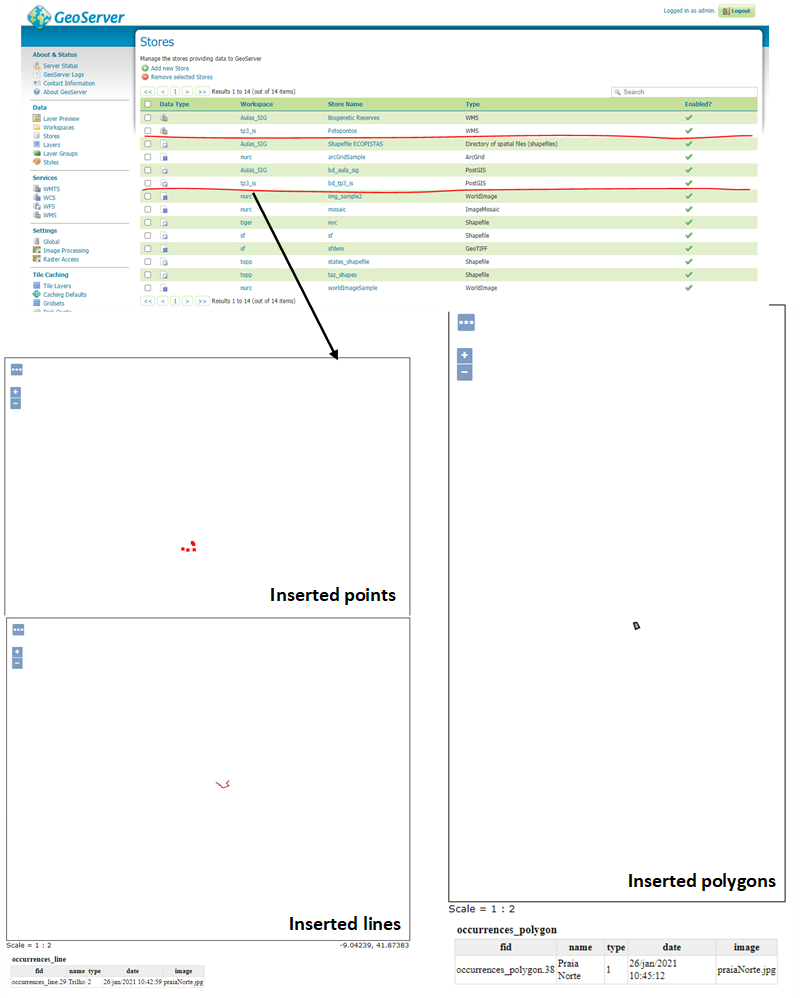 GeoServer
Logged in as admin.
Logout
About & Status
Server Status
GeoServer Logs
Contact Information
About GeoServer
Data
Layer Preview
Workspaces
Stores
Layers
Layer Groups
Styles
Services
WMTS
WCS
WFS
WMS
Settings
Global
Image Processing
Raster Access
Tile Caching
Tile Layers
Caching Defaults
Gridsets
Disk Quota
Stores
Manage the stores providing data to GeoServer
Add new Store
Remove selected Stores
<< < 1 > >> Results 1 to 14 (out of 14 items)
Search
Data Type Workspace Store Name Type Enabled?
Aulas_SIG Biogenetic Reserves WMS
tp3_is Fotopontos WMS
Aulas_SIG Shapefile ECOPISTAS Directory of spatial files (shapefiles)
nurc arcGridSample ArcGrid
Aulas_SIG bd_aula_sig PostGIS
tp3_is bd_tp3_is PostGIS
nurc img_sample2 WorldImage
nurc mosaic ImageMosaic
tiger nyc Shapefile
sf sf Shapefile
sf sfdem GeoTIFF
topp states_shapefile Shapefile
topp taz_shapes Shapefile
nurc worldImageSample WorldImage
<< < 1 > >> Results 1 to 14 (out of 14 items)
+
−
Inserted points
+
−
Inserted lines
Scale = 1 : 2
-9.04239, 41.87383
occurrences_line
fid name type date image
occurrences_line.29 Trilho 2 26/jan/2021 10:42:59 praiaNorte.jpg
+
−
Inserted polygons
Scale = 1 : 2
occurrences_polygon
fid name type date image
occurrences_polygon.38 Praia Norte 1 26/jan/2021 10:45:12 praiaNorte.jpg